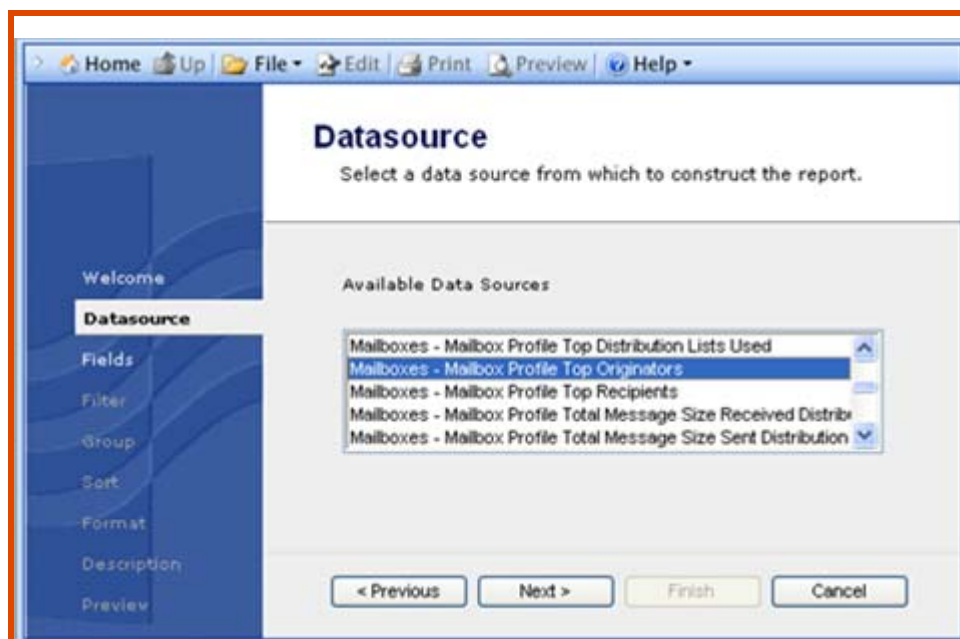 Home Up File Edit Print Preview Help
Datasource
Select a data source from which to construct the report.
Welcome
Datasource
Fields
Filter
Group
Sort
Format
Description
Preview
Available Data Sources
Mailboxes - Mailbox Profile Top Distribution Lists Used
Mailboxes - Mailbox Profile Top Originators
Mailboxes - Mailbox Profile Top Recipients
Mailboxes - Mailbox Profile Total Message Size Received Distrib
Mailboxes - Mailbox Profile Total Message Size Sent Distribution
< Previous Next > Finish Cancel